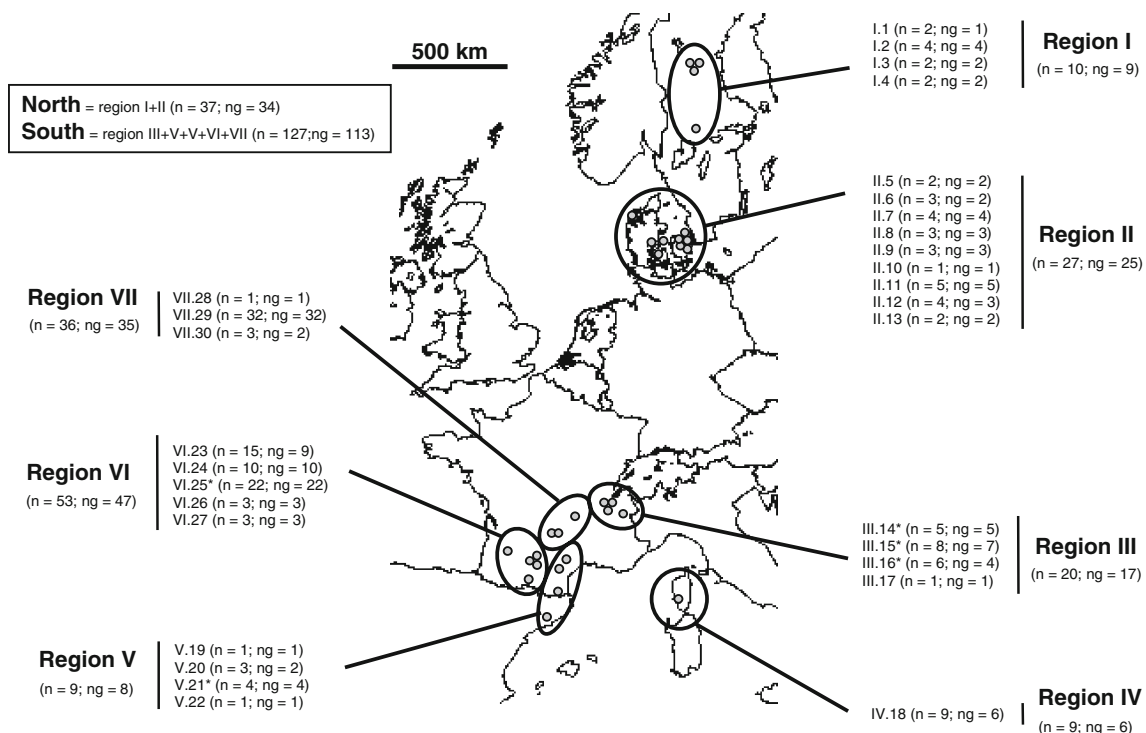 500 km
North = region I+II (n = 37; ng = 34)
South = region III+V+V+VI+VII (n = 127;ng = 113)
I.1 (n = 2; ng = 1)
I.2 (n = 4; ng = 4)
I.3 (n = 2; ng = 2)
I.4 (n = 2; ng = 2)
Region I
(n = 10; ng = 9)
II.5 (n = 2; ng = 2)
II.6 (n = 3; ng = 2)
II.7 (n = 4; ng = 4)
II.8 (n = 3; ng = 3)
II.9 (n = 3; ng = 3)
II.10 (n = 1; ng = 1)
II.11 (n = 5; ng = 5)
II.12 (n = 4; ng = 3)
II.13 (n = 2; ng = 2)
Region II
(n = 27; ng = 25)
Region VII
(n = 36; ng = 35)
VII.28 (n = 1; ng = 1)
VII.29 (n = 32; ng = 32)
VII.30 (n = 3; ng = 2)
Region VI
(n = 53; ng = 47)
VI.23 (n = 15; ng = 9)
VI.24 (n = 10; ng = 10)
VI.25* (n = 22; ng = 22)
VI.26 (n = 3; ng = 3)
VI.27 (n = 3; ng = 3)
III.14* (n = 5; ng = 5)
III.15* (n = 8; ng = 7)
III.16* (n = 6; ng = 4)
III.17 (n = 1; ng = 1)
Region III
(n = 20; ng = 17)
Region V
(n = 9; ng = 8)
V.19 (n = 1; ng = 1)
V.20 (n = 3; ng = 2)
V.21* (n = 4; ng = 4)
V.22 (n = 1; ng = 1)
IV.18 (n = 9; ng = 6)
Region IV
(n = 9; ng = 6)